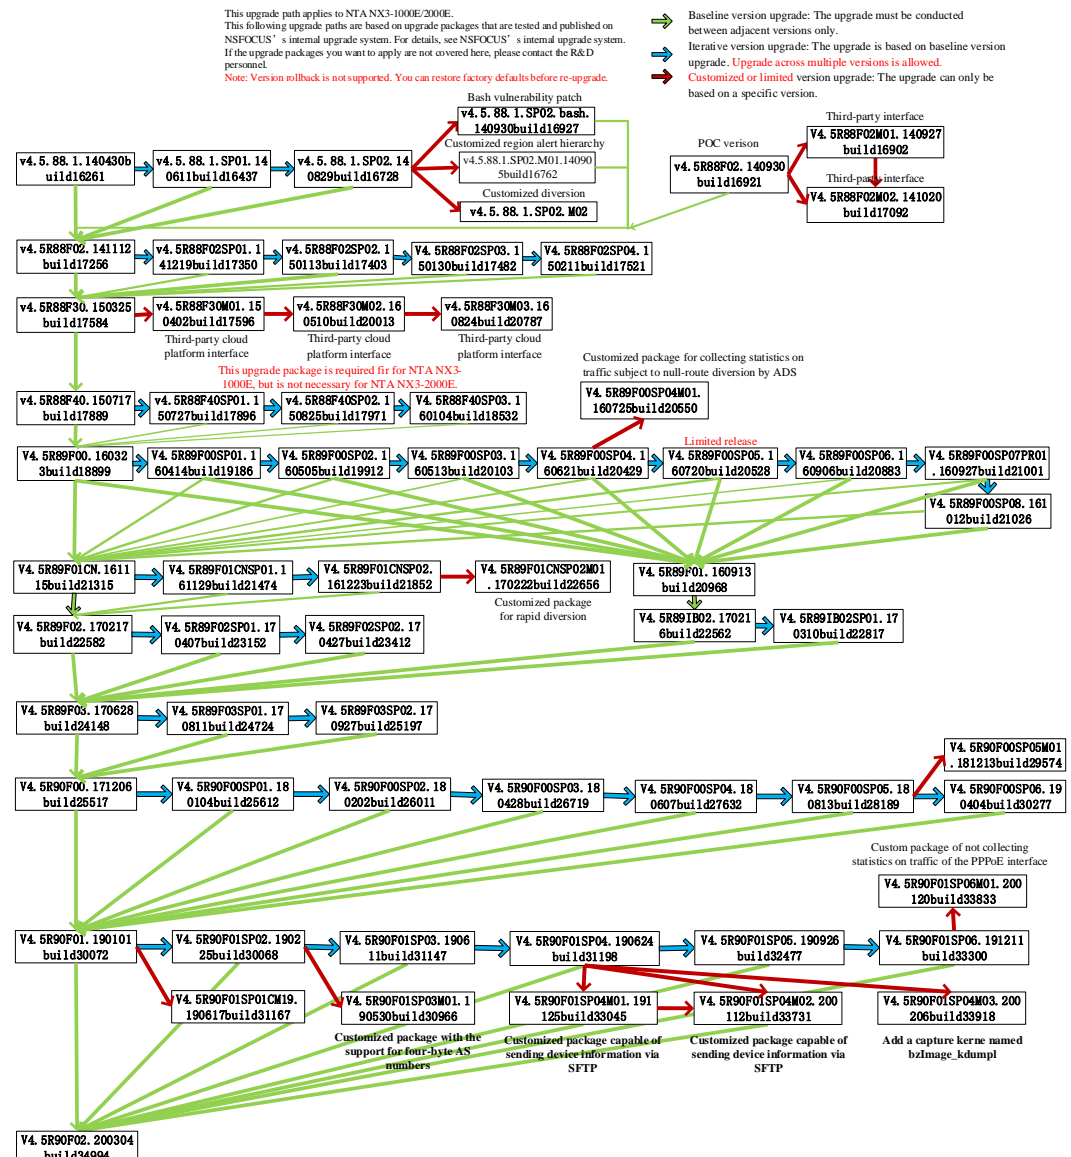 This upgrade path applies to NTA NX3-1000E/2000E.
This following upgrade paths are based on upgrade packages that are tested and published on
NSFOCUS’s internal upgrade system. For details, see NSFOCUS’s internal upgrade system.
If the upgrade packages you want to apply are not covered here, please contact the R&D
personnel.
Note: Version rollback is not supported. You can restore factory defaults before re-upgrade.
Baseline version upgrade: The upgrade must be conducted
between adjacent versions only.
Iterative version upgrade: The upgrade is based on baseline version
upgrade. Upgrade across multiple versions is allowed.
Customized or limited version upgrade: The upgrade can only be
based on a specific version.
Bash vulnerability patch
v4.5.88.1.SP02.bash.
140930build16927
Customized region alert hierarchy
v4.5.88.1.SP02.M01.14090
5build16762
Customized diversion
v4.5.88.1.SP02.M02
v4.5.88.1.140430b
uild16261
v4.5.88.1.SP01.14
0611build16437
v4.5.88.1.SP02.14
0829build16728
POC verison
v4.5R88F02.140930
build16921
Third-party interface
V4.5R88F02M01.140927
build16902
Third-party interface
V4.5R88F02M02.141020
build17092
v4.5R88F02.141112
build17256
v4.5R88F02SP01.1
41219build17350
v4.5R88F02SP02.1
50113build17403
V4.5R88F02SP03.1
50130build17482
V4.5R88F02SP04.1
50211build17521
v4.5R88F30.150325
build17584
v4.5R88F30M01.15
0402build17596
v4.5R88F30M02.16
0510build20013
v4.5R88F30M03.16
0824build20787
Third-party cloud
platform interface
Third-party cloud
platform interface
Third-party cloud
platform interface
This upgrade package is required fir for NTA NX3-
1000E, but is not necessary for NTA NX3-2000E.
Customized package for collecting statistics on
traffic subject to null-route diversion by ADS
V4.5R89F00SP04M01.
160725build20550
V4.5R88F40.150717
build17889
v4.5R88F40SP01.1
50727build17896
v4.5R88F40SP02.1
50825build17971
V4.5R88F40SP03.1
60104build18532
Limited release
V4.5R89F00.16032
3build18899
V4.5R89F00SP01.1
60414build19186
V4.5R89F00SP02.1
60505build19912
V4.5R89F00SP03.1
60513build20103
V4.5R89F00SP04.1
60621build20429
V4.5R89F00SP05.1
60720build20528
V4.5R89F00SP06.1
60906build20883
V4.5R89F00SP07PR01
.160927build21001
V4.5R89F00SP08.161
012build21026
V4.5R89F01CN.1611
15build21315
V4.5R89F01CNSP01.1
61129build21474
V4.5R89F01CNSP02.
161223build21852
V4.5R89F01CNSP02M01
.170222build22656
Customized package
for rapid diversion
V4.5R89F01.160913
build20968
V4.5R89F02.170217
build22582
V4.5R89F02SP01.17
0407build23152
V4.5R89F02SP02.17
0427build23412
V4.5R89IB02.17021
6build22562
V4.5R89IB02SP01.17
0310build22817
V4.5R89F03.170628
build24148
V4.5R89F03SP01.17
0811build24724
V4.5R89F03SP02.17
0927build25197
V4.5R90F00SP05M01
.181213build29574
V4.5R90F00.171206
build25517
V4.5R90F00SP01.18
0104build25612
V4.5R90F00SP02.18
0202build26011
V4.5R90F00SP03.18
0428build26719
V4.5R90F00SP04.18
0607build27632
V4.5R90F00SP05.18
0813build28189
V4.5R90F00SP06.19
0404build30277
Custom package of not collecting
statistics on traffic of the PPPoE interface
V4.5R90F01SP06M01.200
120build33833
V4.5R90F01.190101
build30072
V4.5R90F01SP02.1902
25build30068
V4.5R90F01SP03.1906
11build31147
V4.5R90F01SP04.190624
build31198
V4.5R90F01SP05.190926
build32477
V4.5R90F01SP06.191211
build33300
V4.5R90F01SP01CM19.
190617build31167
V4.5R90F01SP03M01.1
90530build30966
V4.5R90F01SP04M01.191
125build33045
V4.5R90F01SP04M02.200
112build33731
V4.5R90F01SP04M03.200
206build33918
Customized package with the
support for four-byte AS
numbers
Customized package capable of
sending device information via
SFTP
Customized package capable of
sending device information via
SFTP
Add a capture kerne named
bzImage_kdumpl
V4.5R90F02.200304
build34994